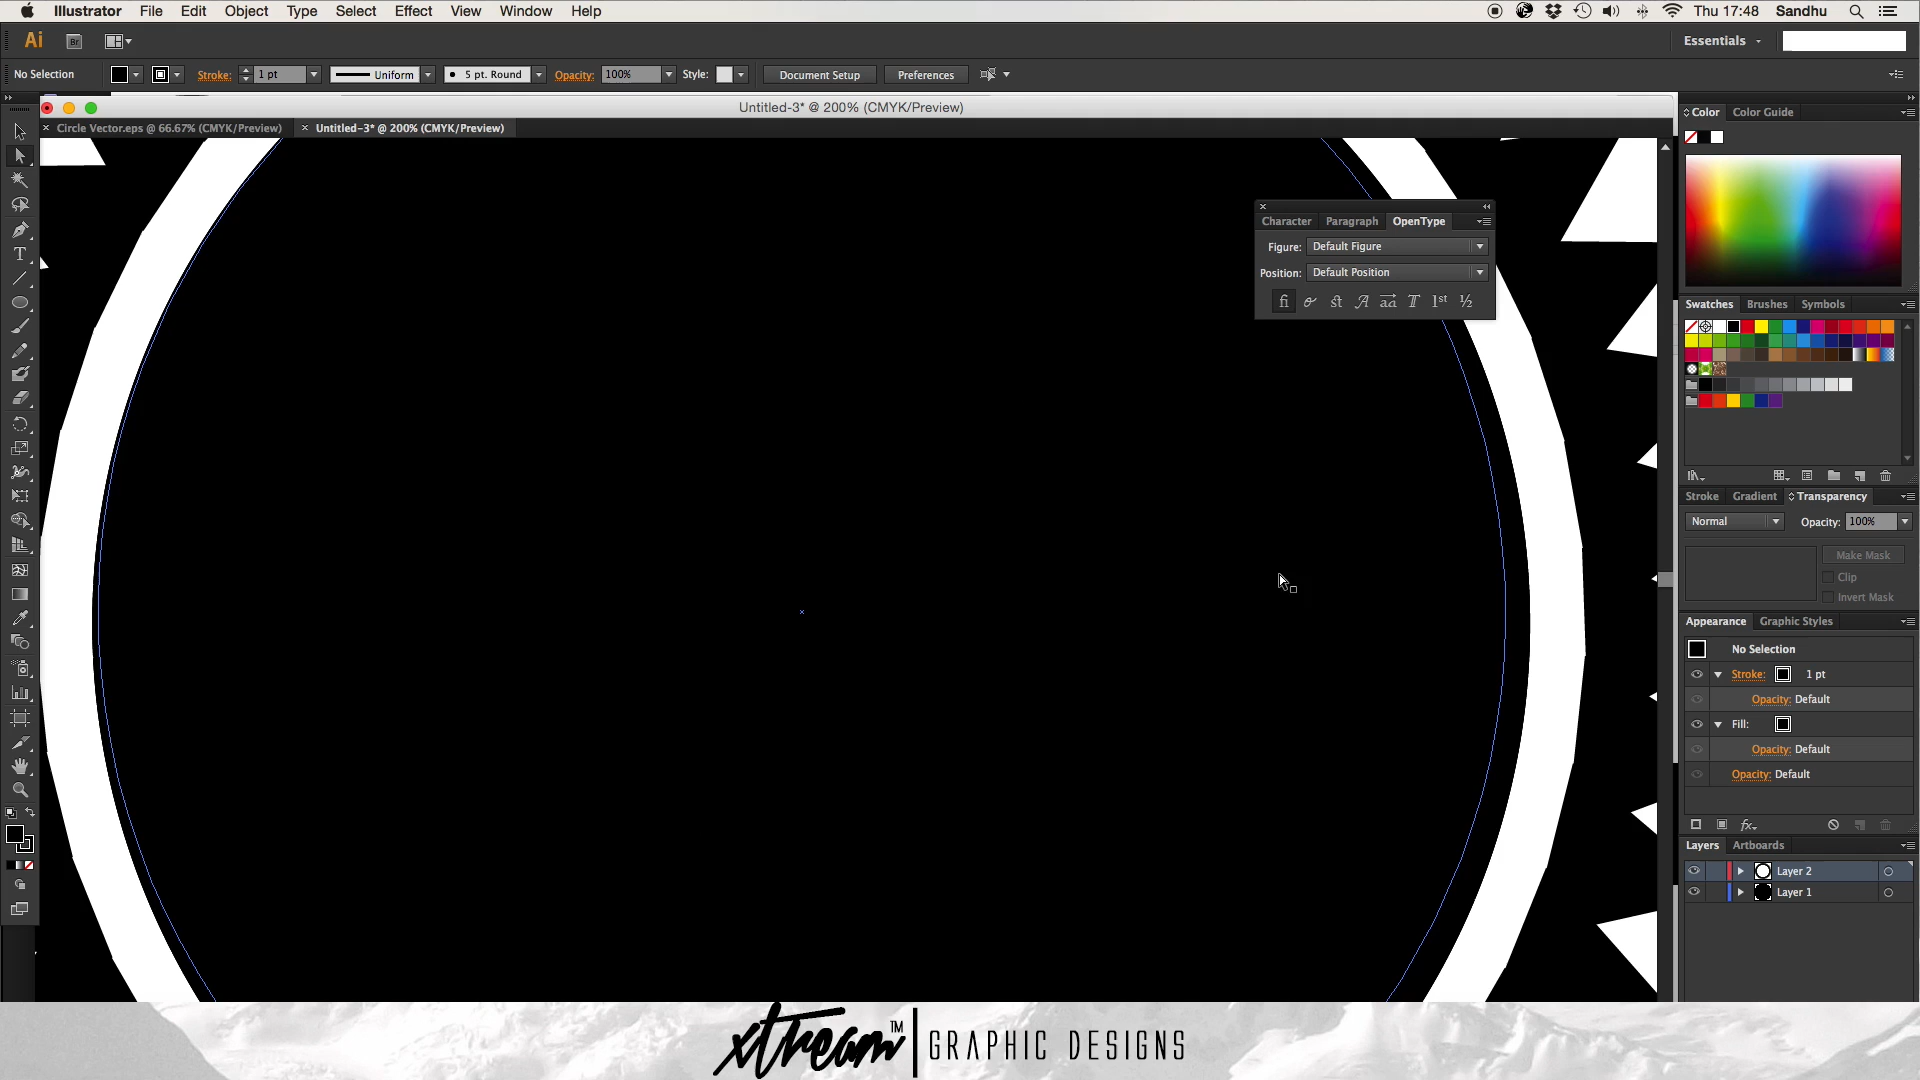 Illustrator File Edit Object Type Select Effect View Window Help
Thu 17:48 Sandhu
Ai Br
Essentials
No Selection Stroke: 1 pt Uniform 5 pt. Round Opacity: 100% Style: Document Setup Preferences
Untitled-3* @ 200% (CMYK/Preview)
Circle Vector.eps @ 66.67% (CMYK/Preview) Untitled-3* @ 200% (CMYK/Preview)
Character Paragraph OpenType
Figure: Default Figure
Position: Default Position
Color Color Guide
Swatches Brushes Symbols
Stroke Gradient Transparency
Normal Opacity: 100%
Make Mask
Clip
Invert Mask
Appearance Graphic Styles
No Selection
Stroke: 1 pt
Opacity: Default
Fill:
Opacity: Default
Opacity: Default
Layers Artboards
Layer 2
Layer 1
xtream™ GRAPHIC DESIGNS